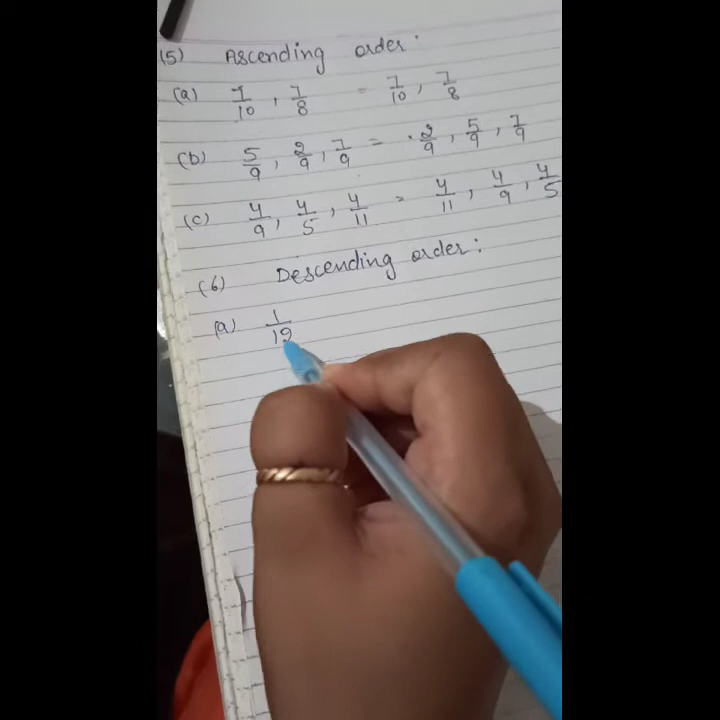 (5) Ascending order:
(a) 7/10, 7/8 = 7/10, 7/8
(b) 5/9, 2/9, 7/9 = 2/9, 5/9, 7/9
(c) 4/9, 4/5, 4/11 = 4/11, 4/9, 4/5
(6) Descending order:
(a) 1/12